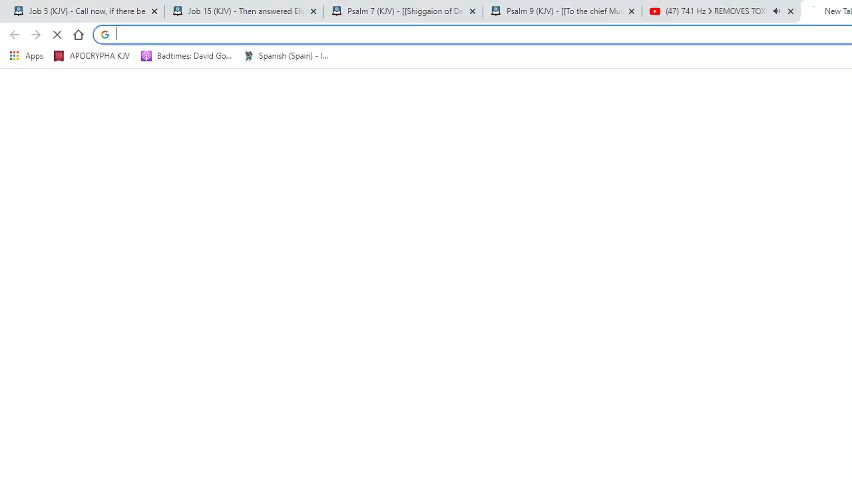 Job 5 (KJV) - Call now, if there be
Job 15 (KJV) - Then answered Eli
Psalm 7 (KJV) - [[Shiggaion of Da
Psalm 9 (KJV) - [[To the chief Mu
(47) 741 Hz > REMOVES TOX
New Tab
Apps
APOCRYPHA KJV
Badtimes: David Go...
Spanish (Spain) - I...